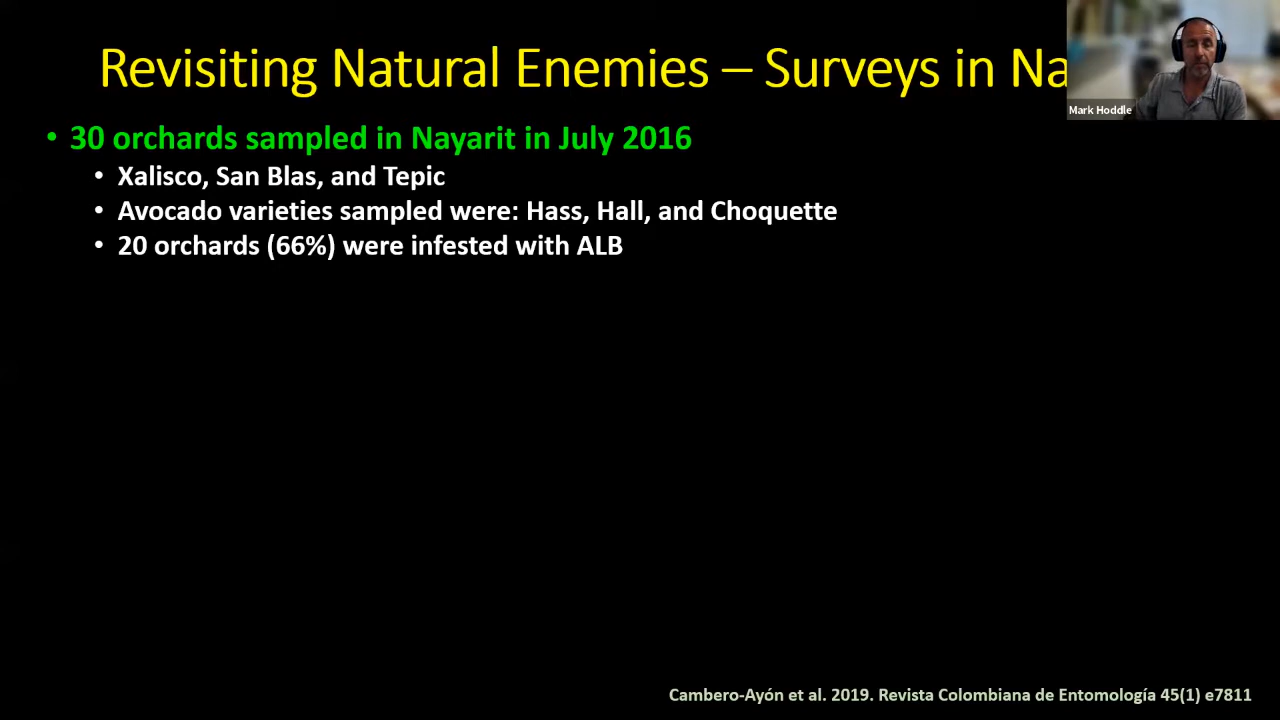 Revisiting Natural Enemies – Surveys in Na
Mark Hoddle
• 30 orchards sampled in Nayarit in July 2016
• Xalisco, San Blas, and Tepic
• Avocado varieties sampled were: Hass, Hall, and Choquette
• 20 orchards (66%) were infested with ALB
Cambero-Ayón et al. 2019. Revista Colombiana de Entomología 45(1) e7811